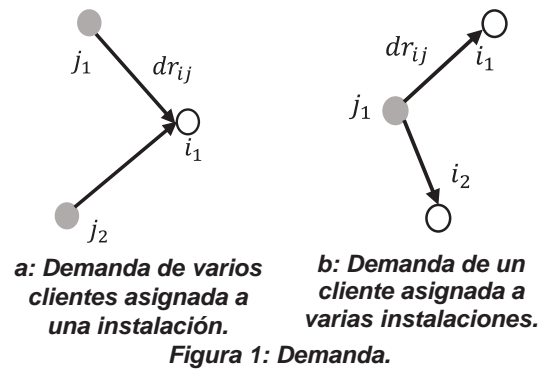 j₁
dr_ij
i₁
j₂
a: Demanda de varios
clientes asignada a
una instalación.
dr_ij
i₁
j₁
i₂
b: Demanda de un
cliente asignada a
varias instalaciones.
Figura 1: Demanda.